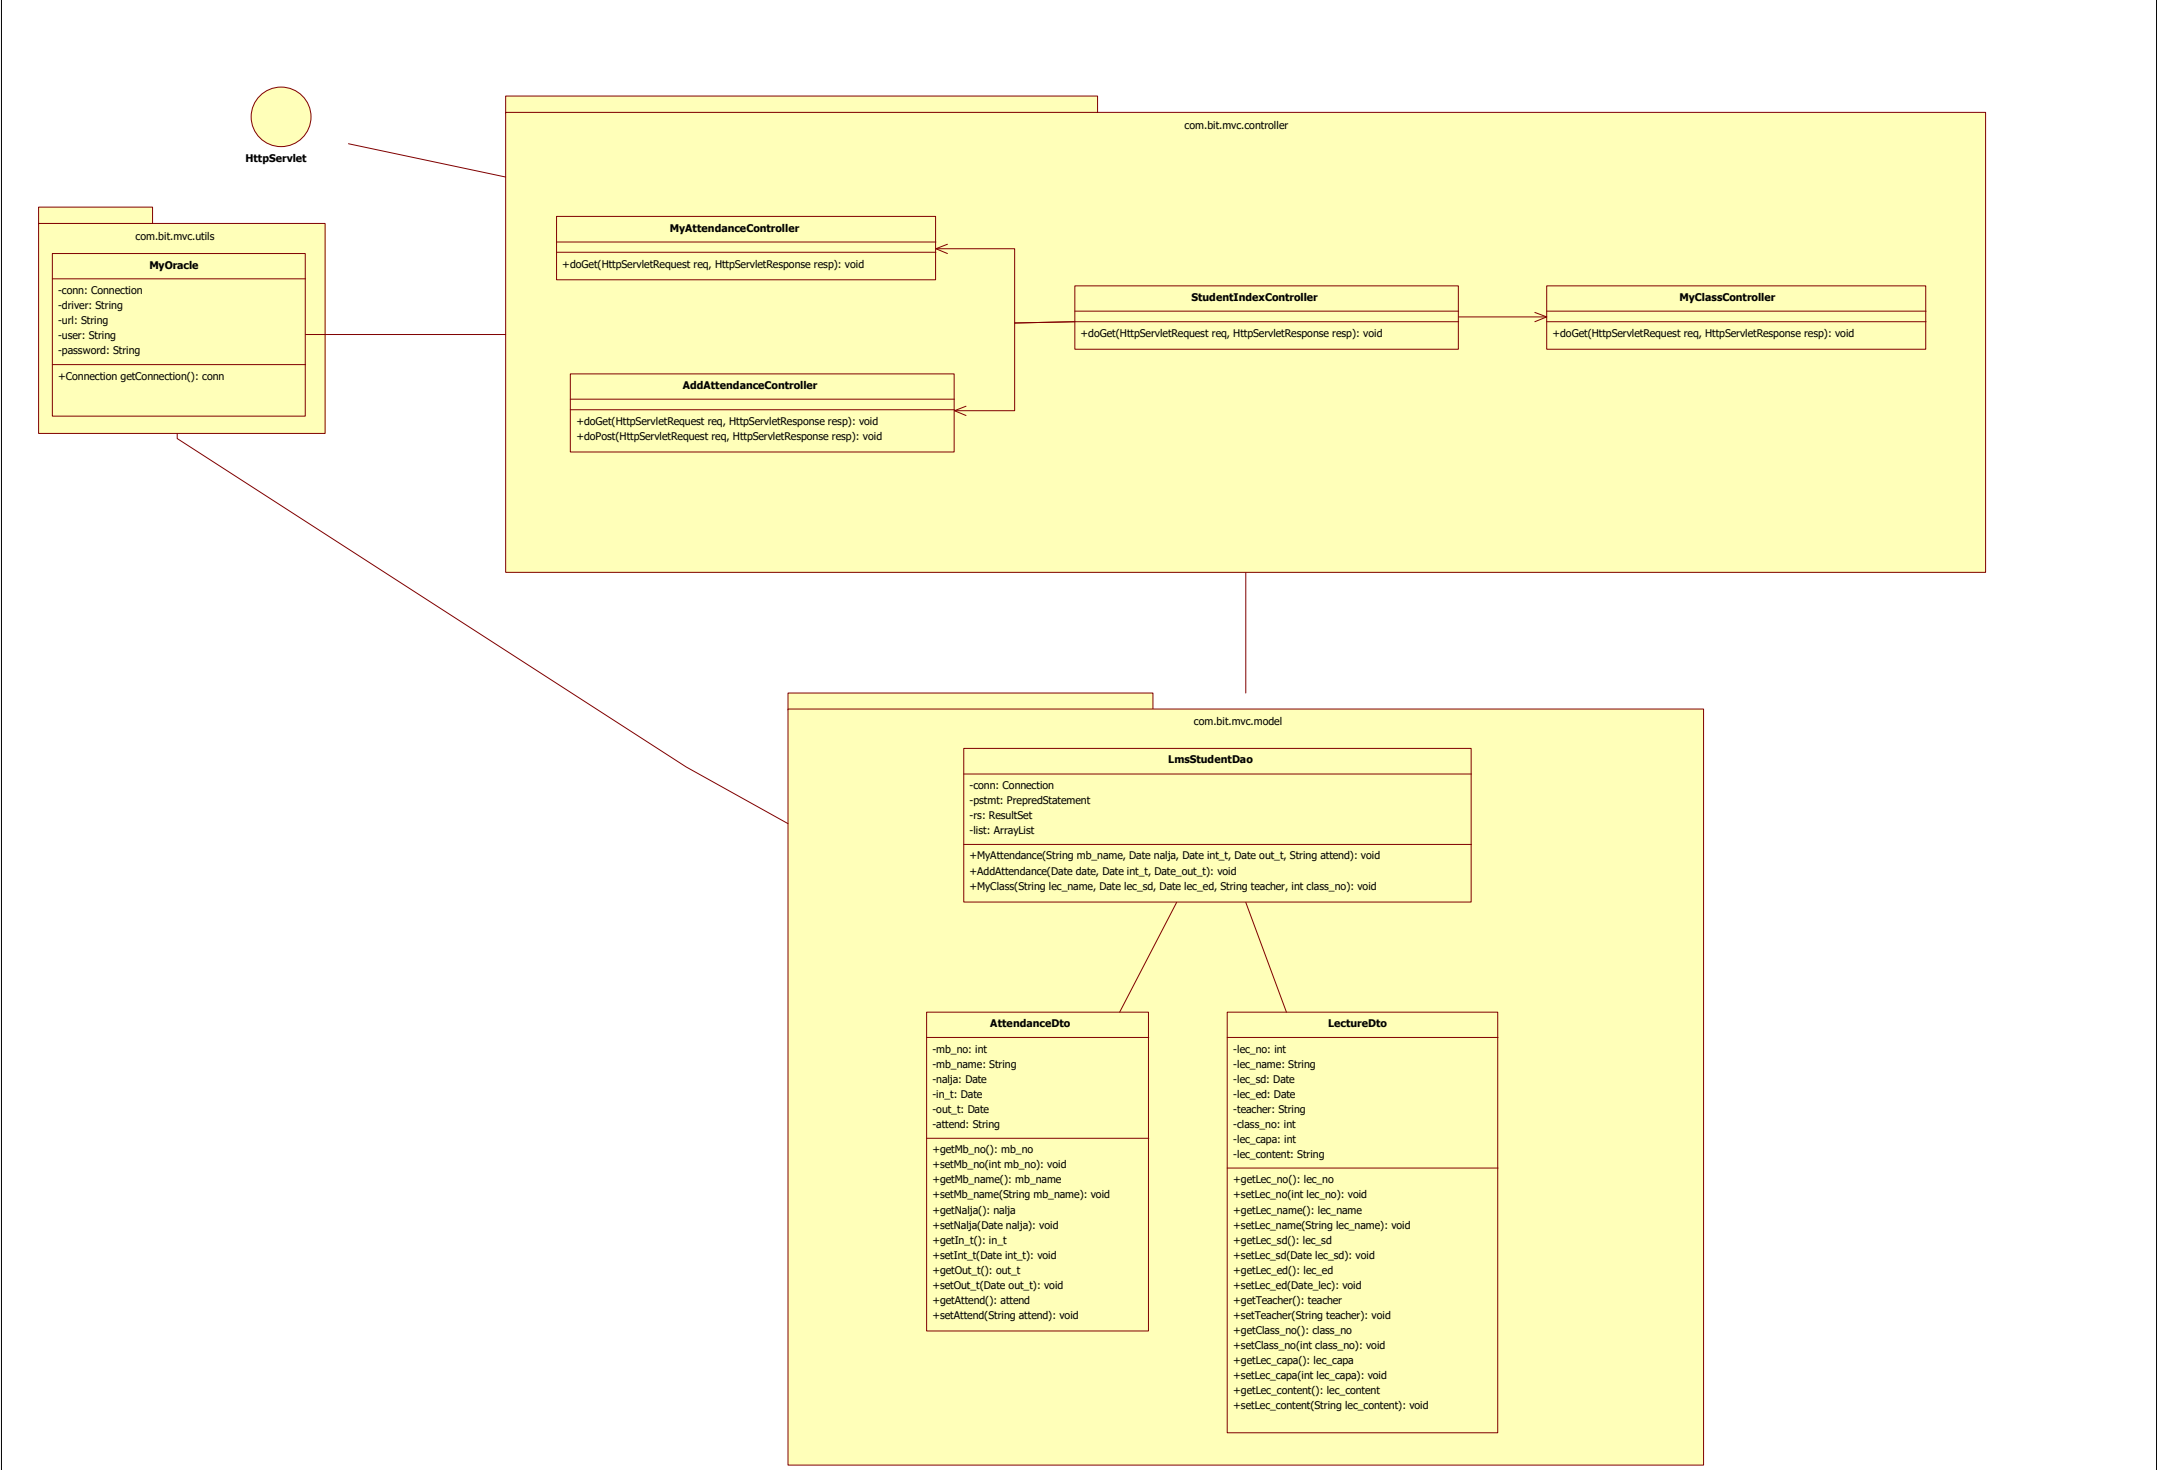 HttpServlet
com.bit.mvc.utils
MyOracle
-conn: Connection
-driver: String
-url: String
-user: String
-password: String
+Connection getConnection(): conn
com.bit.mvc.controller
MyAttendanceController
+doGet(HttpServletRequest req, HttpServletResponse resp): void
AddAttendanceController
+doGet(HttpServletRequest req, HttpServletResponse resp): void
+doPost(HttpServletRequest req, HttpServletResponse resp): void
StudentIndexController
+doGet(HttpServletRequest req, HttpServletResponse resp): void
MyClassController
+doGet(HttpServletRequest req, HttpServletResponse resp): void
com.bit.mvc.model
LmsStudentDao
-conn: Connection
-pstmt: PrepredStatement
-rs: ResultSet
-list: ArrayList
+MyAttendance(String mb_name, Date nalja, Date int_t, Date out_t, String attend): void
+AddAttendance(Date date, Date int_t, Date_out_t): void
+MyClass(String lec_name, Date lec_sd, Date lec_ed, String teacher, int class_no): void
AttendanceDto
-mb_no: int
-mb_name: String
-nalja: Date
-in_t: Date
-out_t: Date
-attend: String
+getMb_no(): mb_no
+setMb_no(int mb_no): void
+getMb_name(): mb_name
+setMb_name(String mb_name): void
+getNalja(): nalja
+setNalja(Date nalja): void
+getIn_t(): in_t
+setInt_t(Date int_t): void
+getOut_t(): out_t
+setOut_t(Date out_t): void
+getAttend(): attend
+setAttend(String attend): void
LectureDto
-lec_no: int
-lec_name: String
-lec_sd: Date
-lec_ed: Date
-teacher: String
-class_no: int
-lec_capa: int
-lec_content: String
+getLec_no(): lec_no
+setLec_no(int lec_no): void
+getLec_name(): lec_name
+setLec_name(String lec_name): void
+getLec_sd(): lec_sd
+setLec_sd(Date lec_sd): void
+getLec_ed(): lec_ed
+setLec_ed(Date_lec): void
+getTeacher(): teacher
+setTeacher(String teacher): void
+getClass_no(): class_no
+setClass_no(int class_no): void
+getLec_capa(): lec_capa
+setLec_capa(int lec_capa): void
+getLec_content(): lec_content
+setLec_content(String lec_content): void